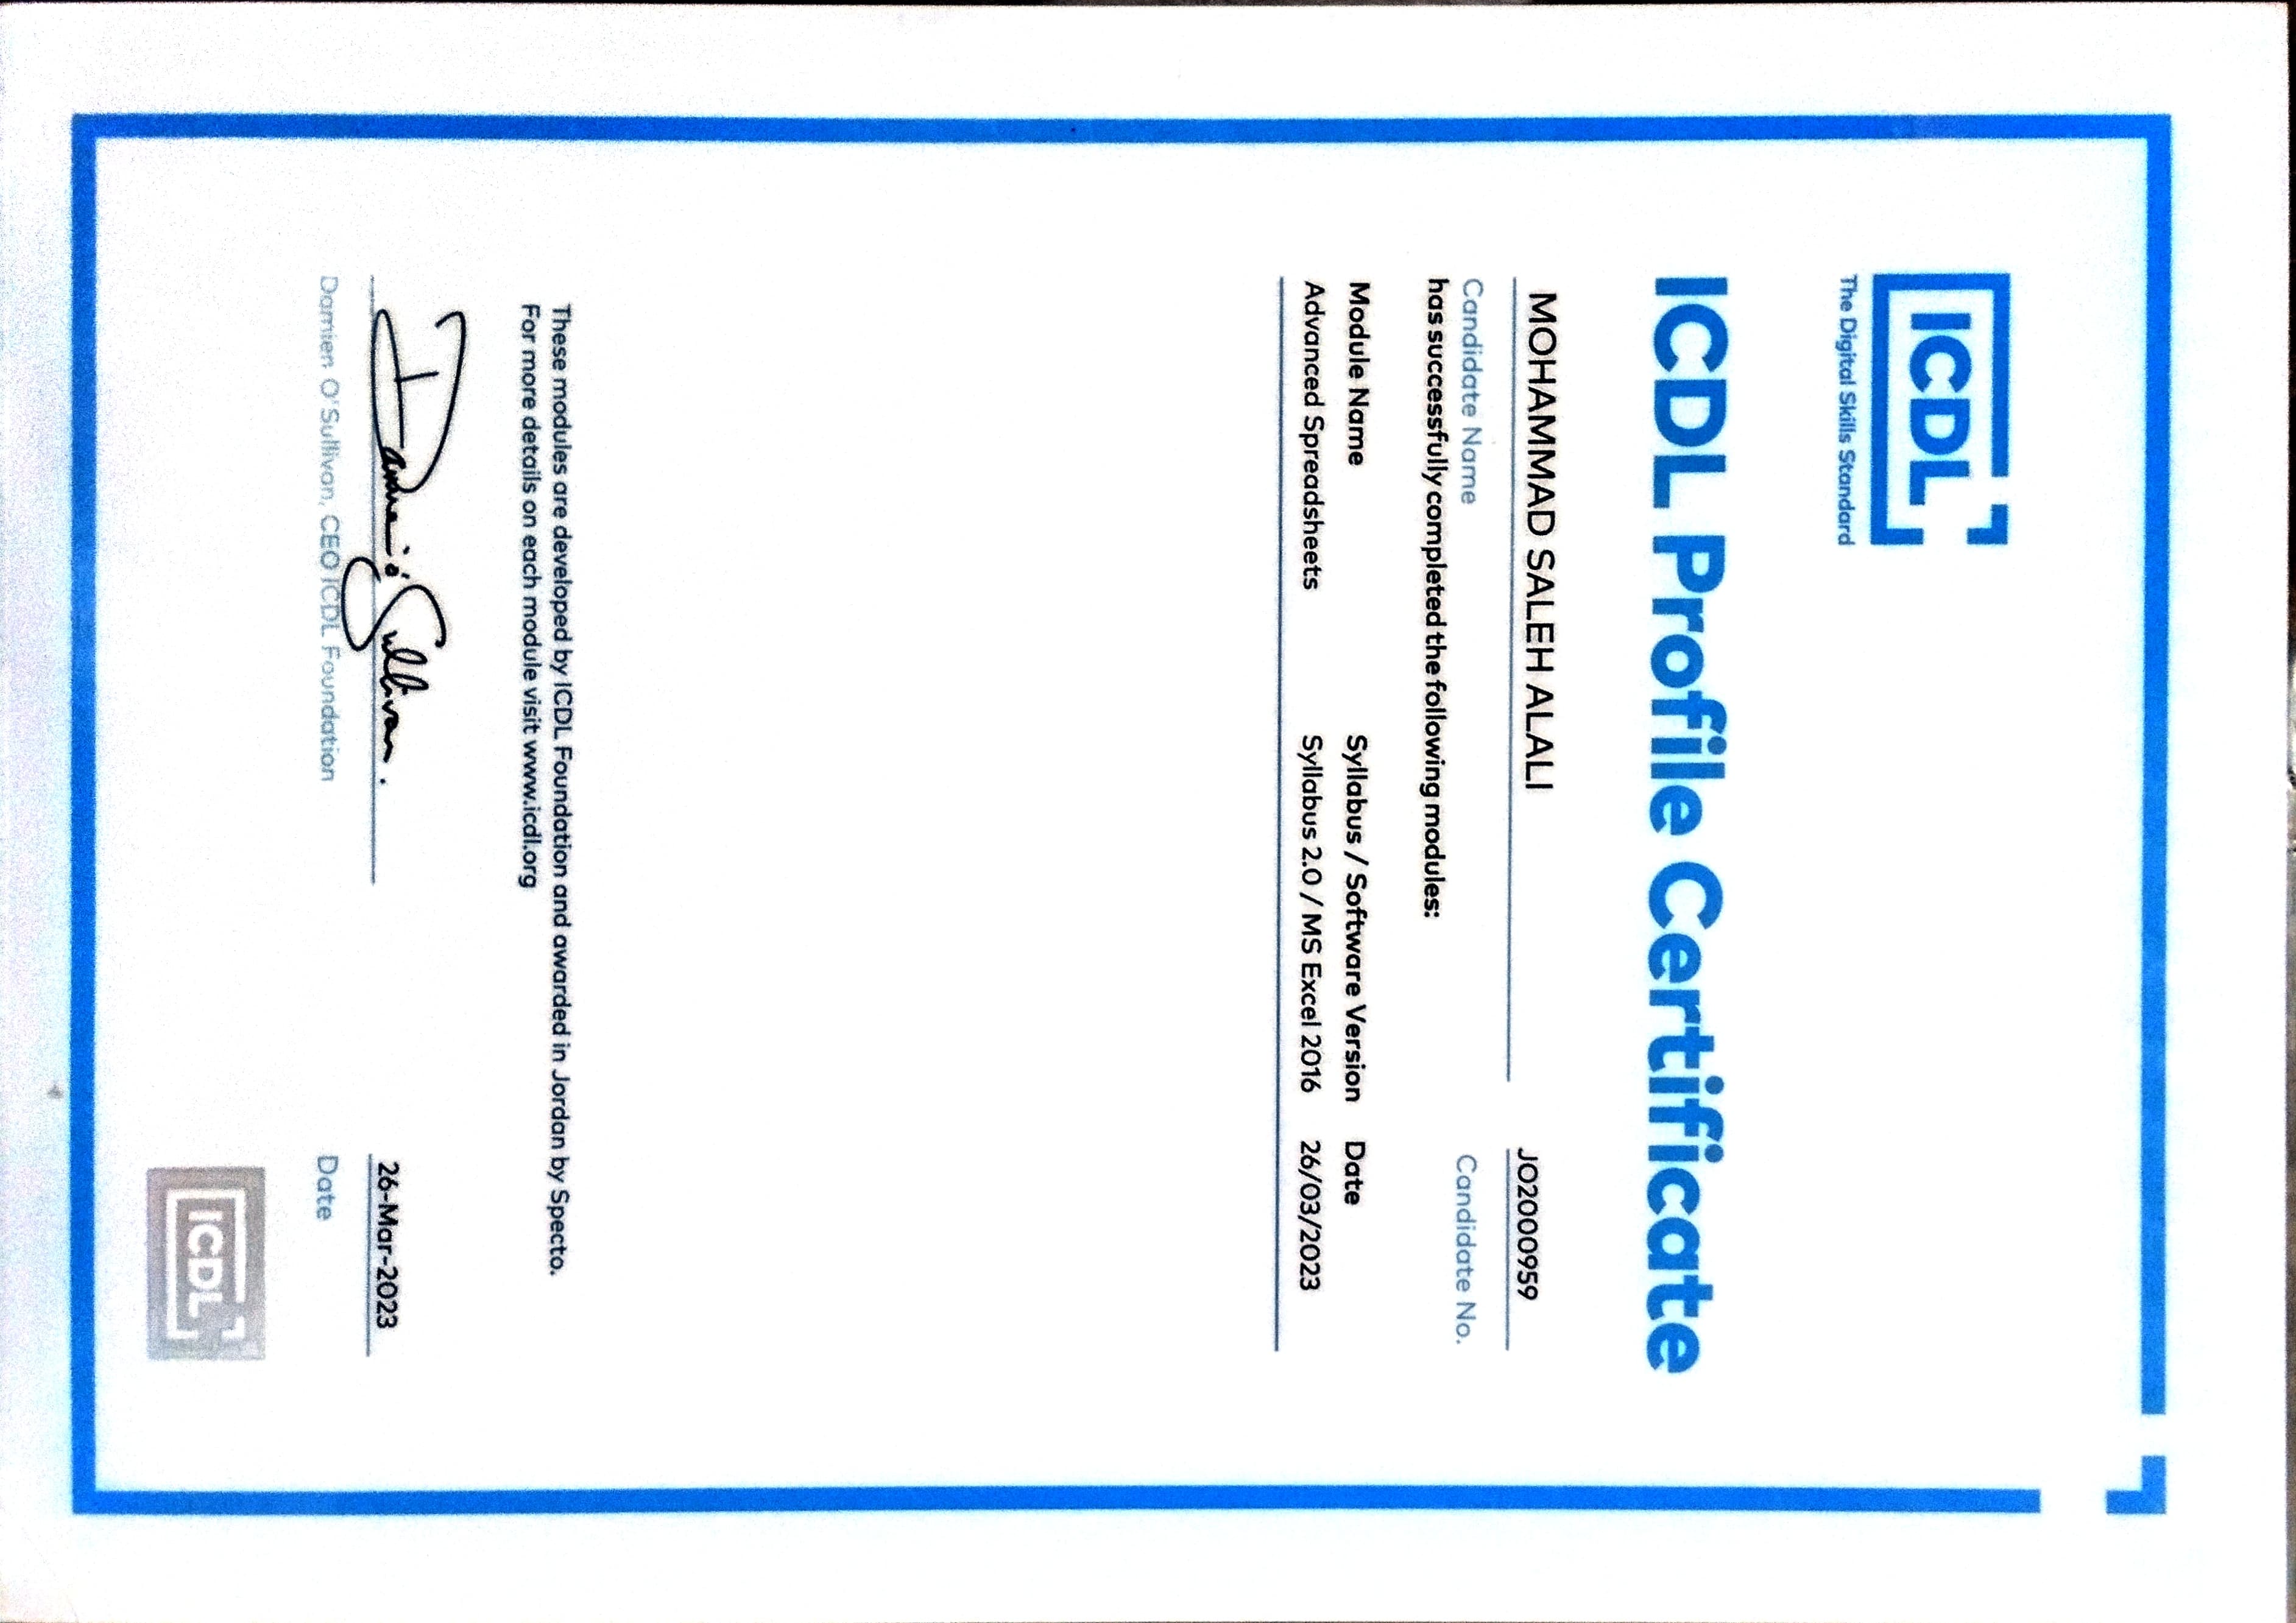 ICDL
The Digital Skills Standard
ICDL Profile Certificate
MOHAMMAD SALEH ALALI JO2000959
Candidate Name Candidate No.
has successfully completed the following modules:
Module Name Syllabus / Software Version Date
Advanced Spreadsheets Syllabus 2.0 / MS Excel 2016 26/03/2023
These modules are developed by ICDL Foundation and awarded in Jordan by Specto.
For more details on each module visit www.icdl.org
Damien O'Sullivan. 26-Mar-2023
Damien O'Sullivan, CEO ICDL Foundation Date
ICDL